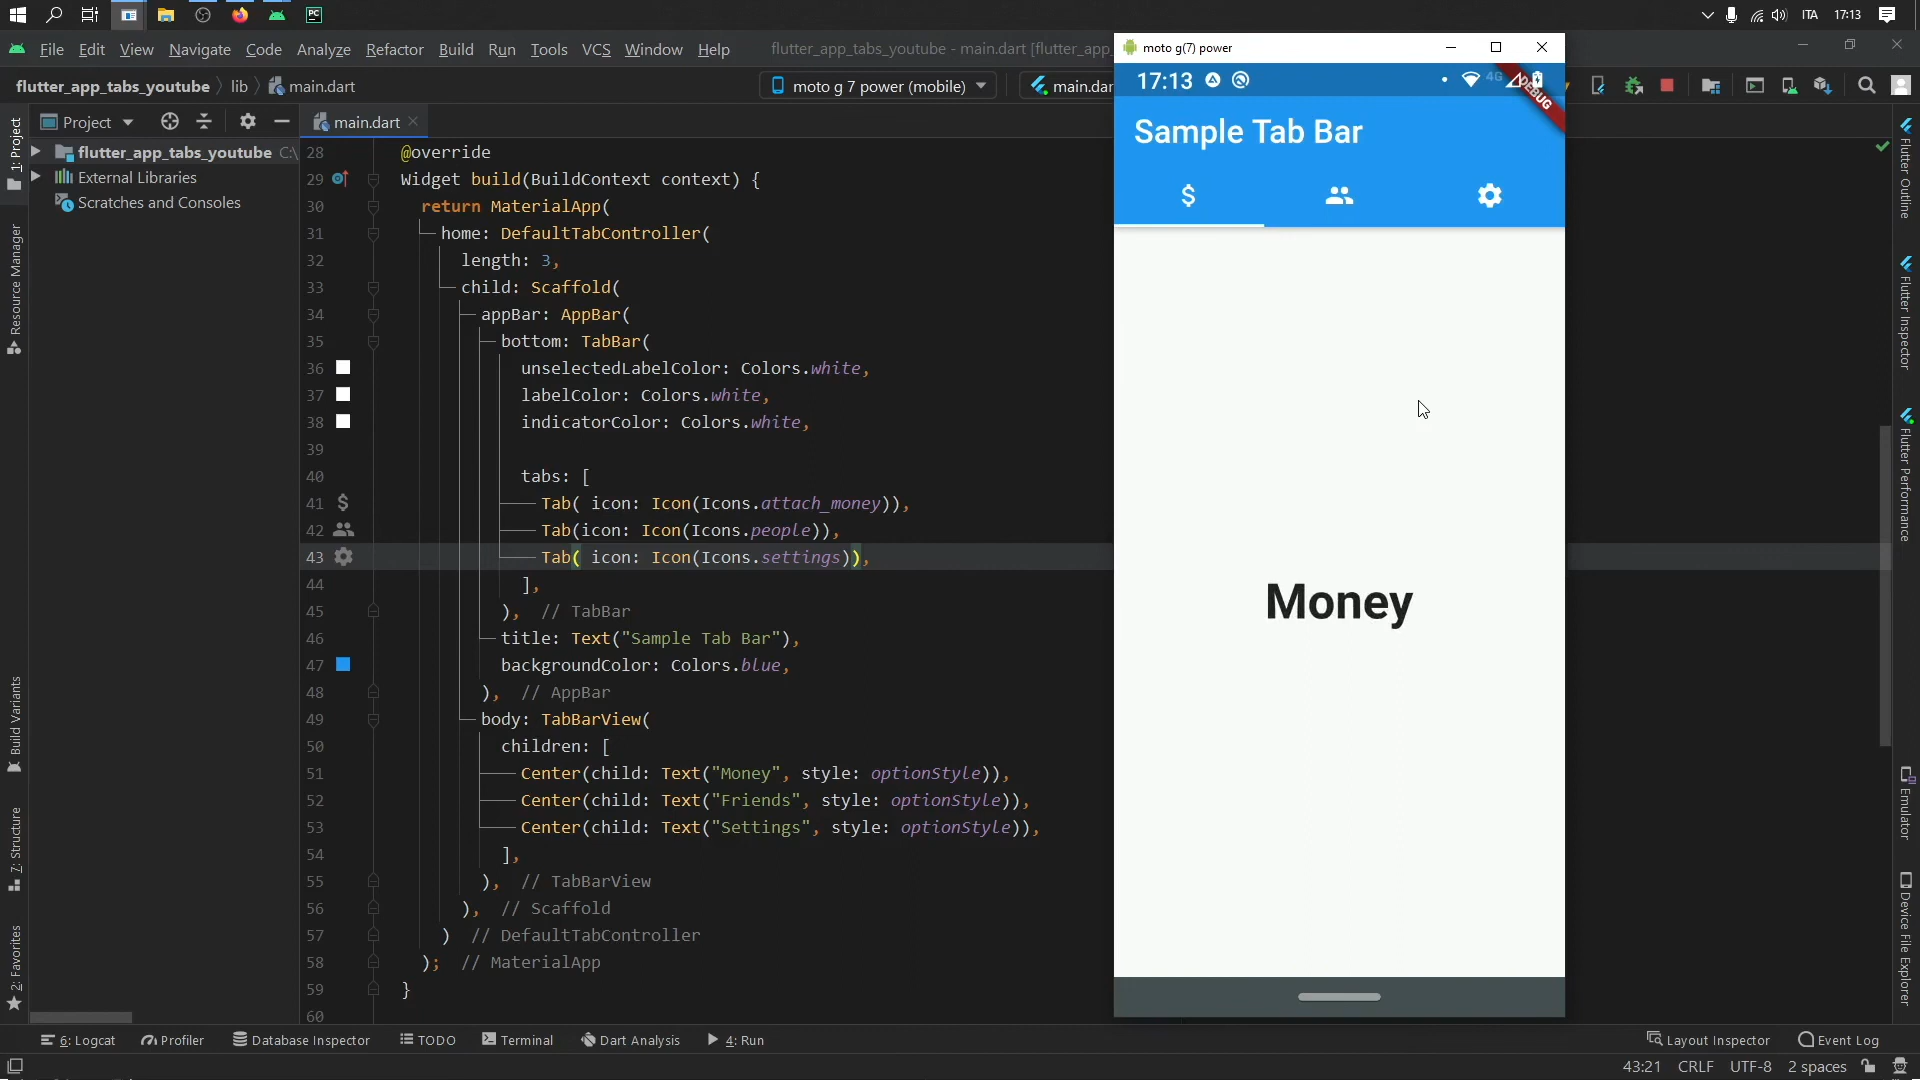 ITA
17:13
File Edit View Navigate Code Analyze Refactor Build Run Tools VCS Window Help
flutter_app_tabs_youtube - main.dart [flutter_app
flutter_app_tabs_youtube
lib
main.dart
moto g 7 power (mobile)
main.dar
Project
main.dart
flutter_app_tabs_youtube C:\
External Libraries
Scratches and Consoles
1: Project
Resource Manager
Build Variants
7: Structure
2: Favorites
28 @override
29 Widget build(BuildContext context) {
30 return MaterialApp(
31 home: DefaultTabController(
32 length: 3,
33 child: Scaffold(
34 appBar: AppBar(
35 bottom: TabBar(
36 unselectedLabelColor: Colors.white,
37 labelColor: Colors.white,
38 indicatorColor: Colors.white,
39
40 tabs: [
41 Tab( icon: Icon(Icons.attach_money)),
42 Tab(icon: Icon(Icons.people)),
43 Tab( icon: Icon(Icons.settings)),
44 ],
45 ), // TabBar
46 title: Text("Sample Tab Bar"),
47 backgroundColor: Colors.blue,
48 ), // AppBar
49 body: TabBarView(
50 children: [
51 Center(child: Text("Money", style: optionStyle)),
52 Center(child: Text("Friends", style: optionStyle)),
53 Center(child: Text("Settings", style: optionStyle)),
54 ],
55 ), // TabBarView
56 ), // Scaffold
57 ) // DefaultTabController
58 ); // MaterialApp
59 }
60
moto g(7) power
17:13
4G
DEBUG
Sample Tab Bar
Money
Flutter Outline
Flutter Inspector
Flutter Performance
Emulator
Device File Explorer
6: Logcat
Profiler
Database Inspector
TODO
Terminal
Dart Analysis
4: Run
Layout Inspector
Event Log
43:21 CRLF UTF-8 2 spaces